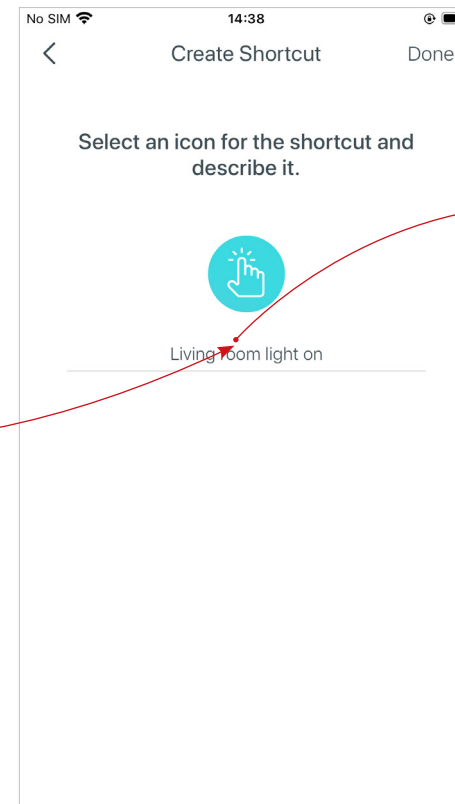 No SIM 14:38
Create Shortcut Done
Select an icon for the shortcut and
describe it.
Living room light on